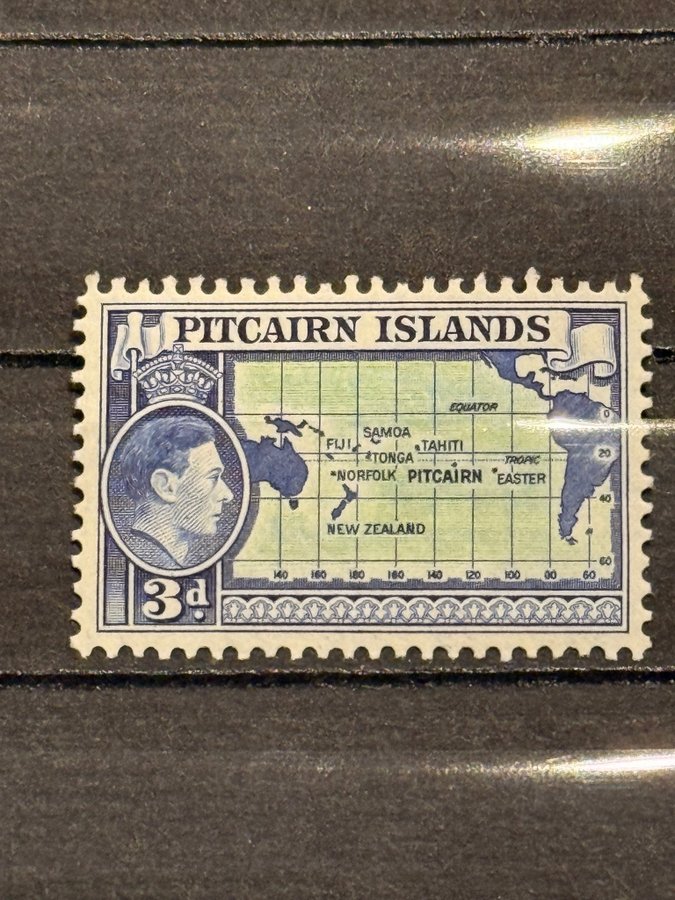 PITCAIRN ISLANDS
EQUATOR
0
SAMOA
FIJI
TAHITI
TONGA
TROPIC
20
NORFOLK PITCAIRN EASTER
40
NEW ZEALAND
60
140 160 180 160 140 120 100 80 60
3d.